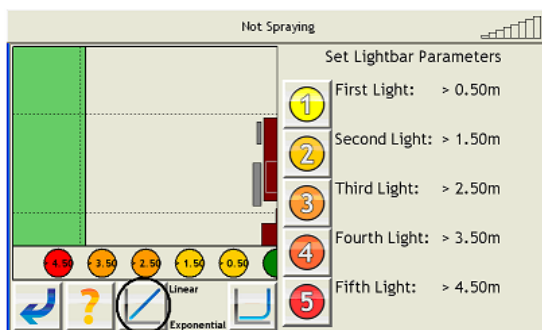 Not Spraying
Set Lightbar Parameters
1 First Light: > 0.50m
2 Second Light: > 1.50m
3 Third Light: > 2.50m
4 Fourth Light: > 3.50m
5 Fifth Light: > 4.50m
> 4.50 > 3.50 > 2.50 > 1.50 > 0.50
?
Linear
Exponential